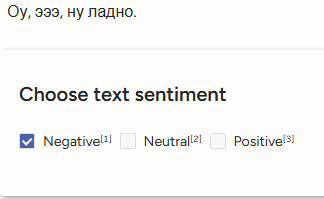 Оу, эээ, ну ладно.
Choose text sentiment
Negative[1] Neutral[2] Positive[3]